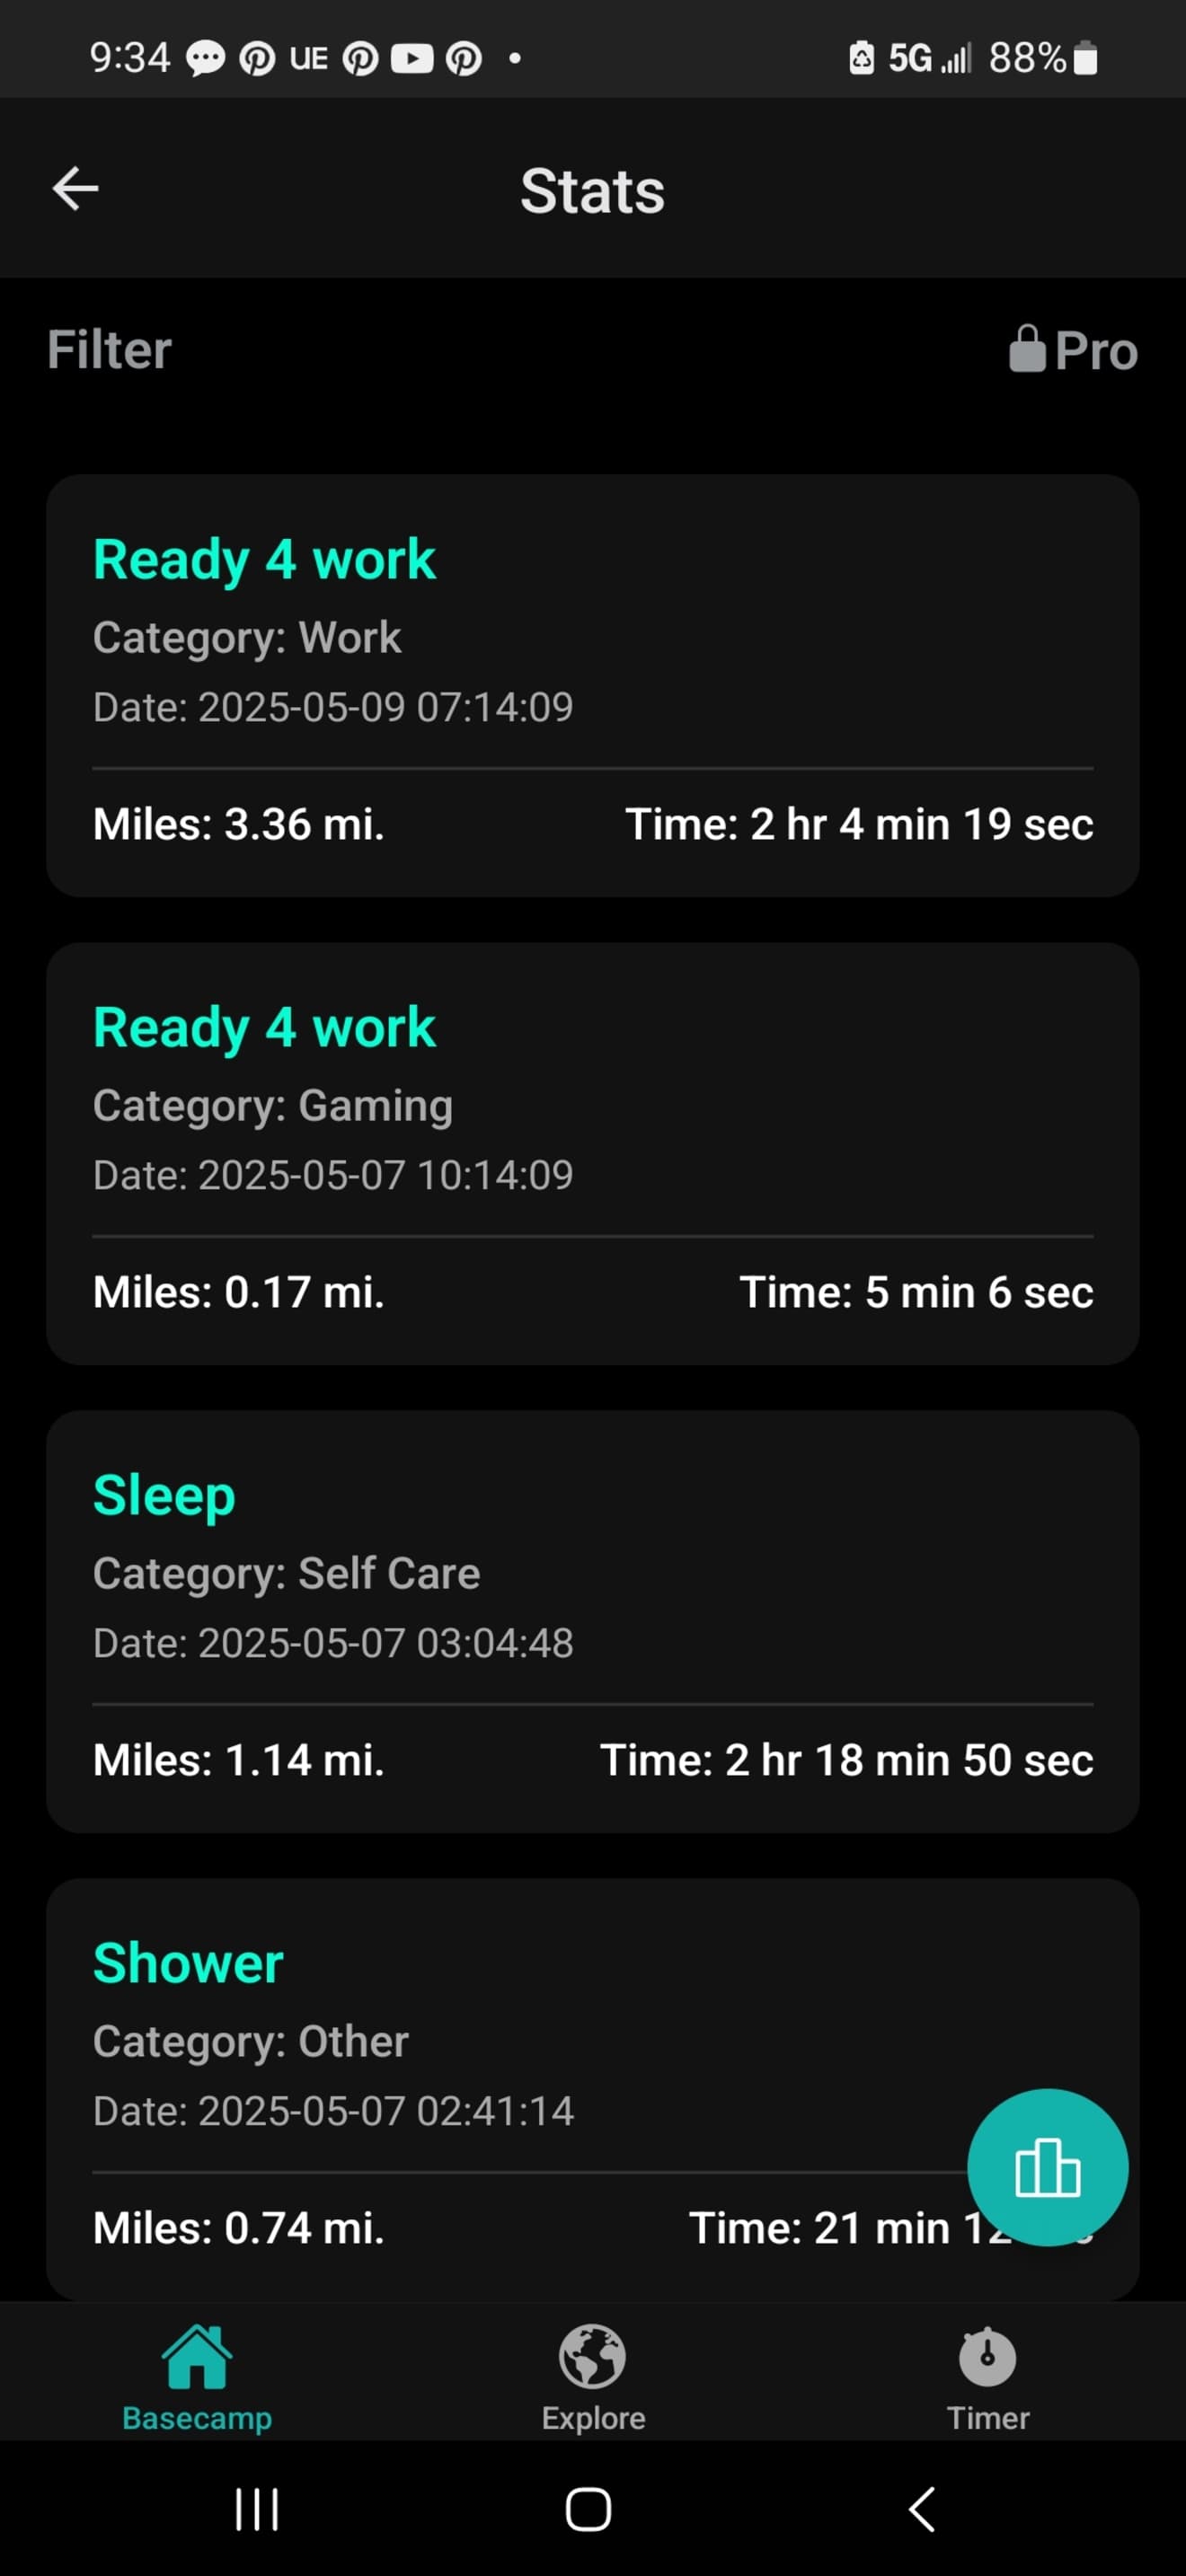 9:34 UE 5G 88%
Stats
Filter Pro
Ready 4 work
Category: Work
Date: 2025-05-09 07:14:09
Miles: 3.36 mi. Time: 2 hr 4 min 19 sec
Ready 4 work
Category: Gaming
Date: 2025-05-07 10:14:09
Miles: 0.17 mi. Time: 5 min 6 sec
Sleep
Category: Self Care
Date: 2025-05-07 03:04:48
Miles: 1.14 mi. Time: 2 hr 18 min 50 sec
Shower
Category: Other
Date: 2025-05-07 02:41:14
Miles: 0.74 mi. Time: 21 min
Basecamp Explore Timer